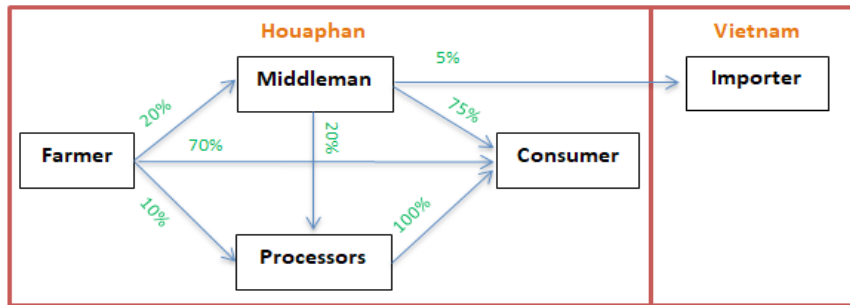 Houaphan
Vietnam
Middleman
5%
Importer
20%
75%
20%
Farmer
70%
Consumer
10%
100%
Processors